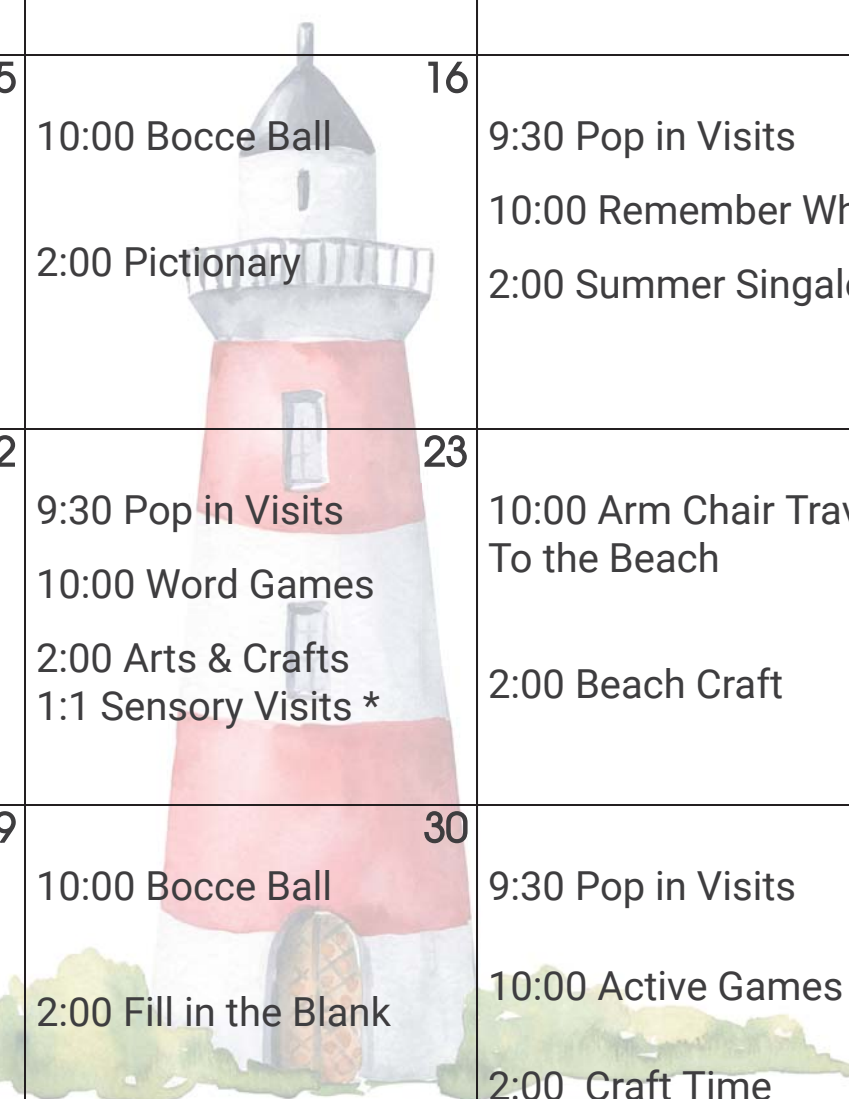 5
16
10:00 Bocce Ball
9:30 Pop in Visits
10:00 Remember
2:00 Pictionary
2:00 Summer
2
23
9:30 Pop in Visits
10:00 Arm Chair
To the Beach
10:00 Word Games
2:00 Arts & Crafts
1:1 Sensory Visits *
2:00 Beach Craft
9
30
10:00 Bocce Ball
9:30 Pop in Visits
10:00 Active Games
2:00 Fill in the Blank
2:00  Craft Time